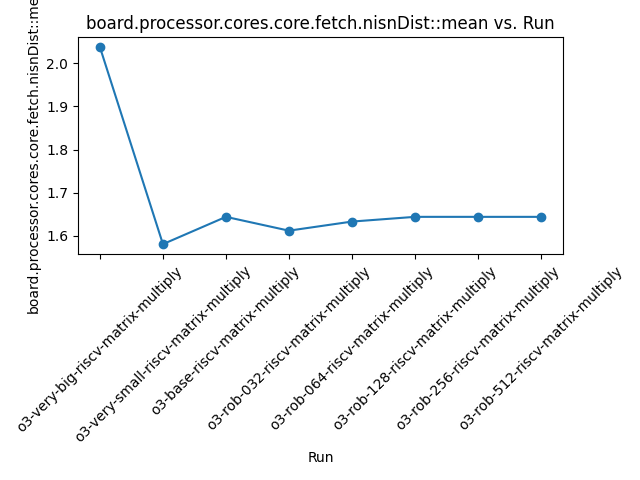 board.processor.cores.core.fetch.nisnDist::mean vs. Run
board.processor.cores.core.fetch.nisnDist::me
2.0
1.9
1.8
1.7
1.6
o3-very-big-riscv-matrix-multiply
o3-very-small-riscv-matrix-multiply
o3-base-riscv-matrix-multiply
o3-rob-032-riscv-matrix-multiply
o3-rob-064-riscv-matrix-multiply
o3-rob-128-riscv-matrix-multiply
o3-rob-256-riscv-matrix-multiply
o3-rob-512-riscv-matrix-multiply
Run